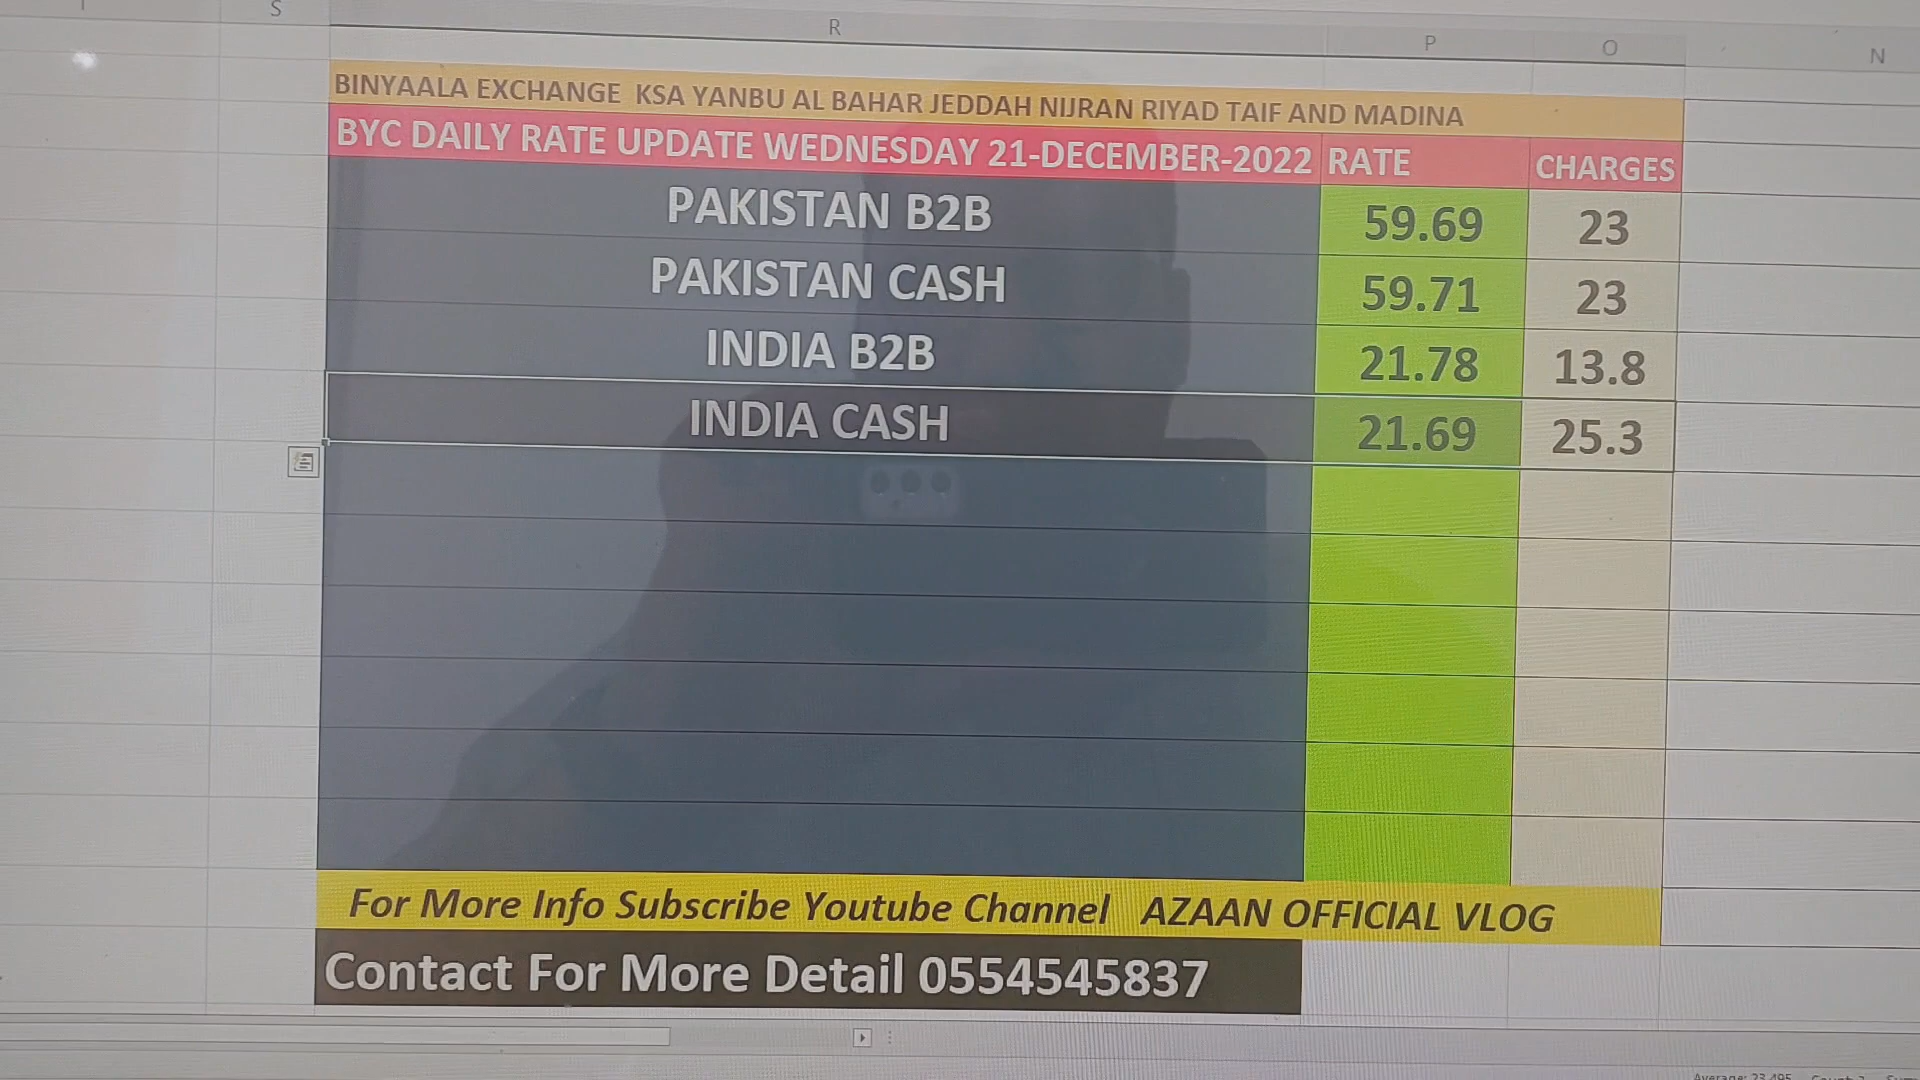 S R P O N
BINYAALA EXCHANGE KSA YANBU AL BAHAR JEDDAH NIJRAN RIYAD TAIF AND MADINA
BYC DAILY RATE UPDATE WEDNESDAY 21-DECEMBER-2022 RATE CHARGES
PAKISTAN B2B 59.69 23
PAKISTAN CASH 59.71 23
INDIA B2B 21.78 13.8
INDIA CASH 21.69 25.3
For More Info Subscribe Youtube Channel AZAAN OFFICIAL VLOG
Contact For More Detail 0554545837
Average: 23.495